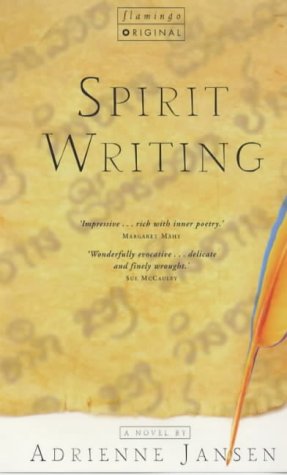 flamingo
ORIGINAL
SPIRIT
WRITING
'Impressive . . . rich with inner poetry.'
MARGARET MAHY
'Wonderfully evocative . . . delicate
and finely wrought.'
SUE MCCAULEY
A NOVEL BY
ADRIENNE JANSEN